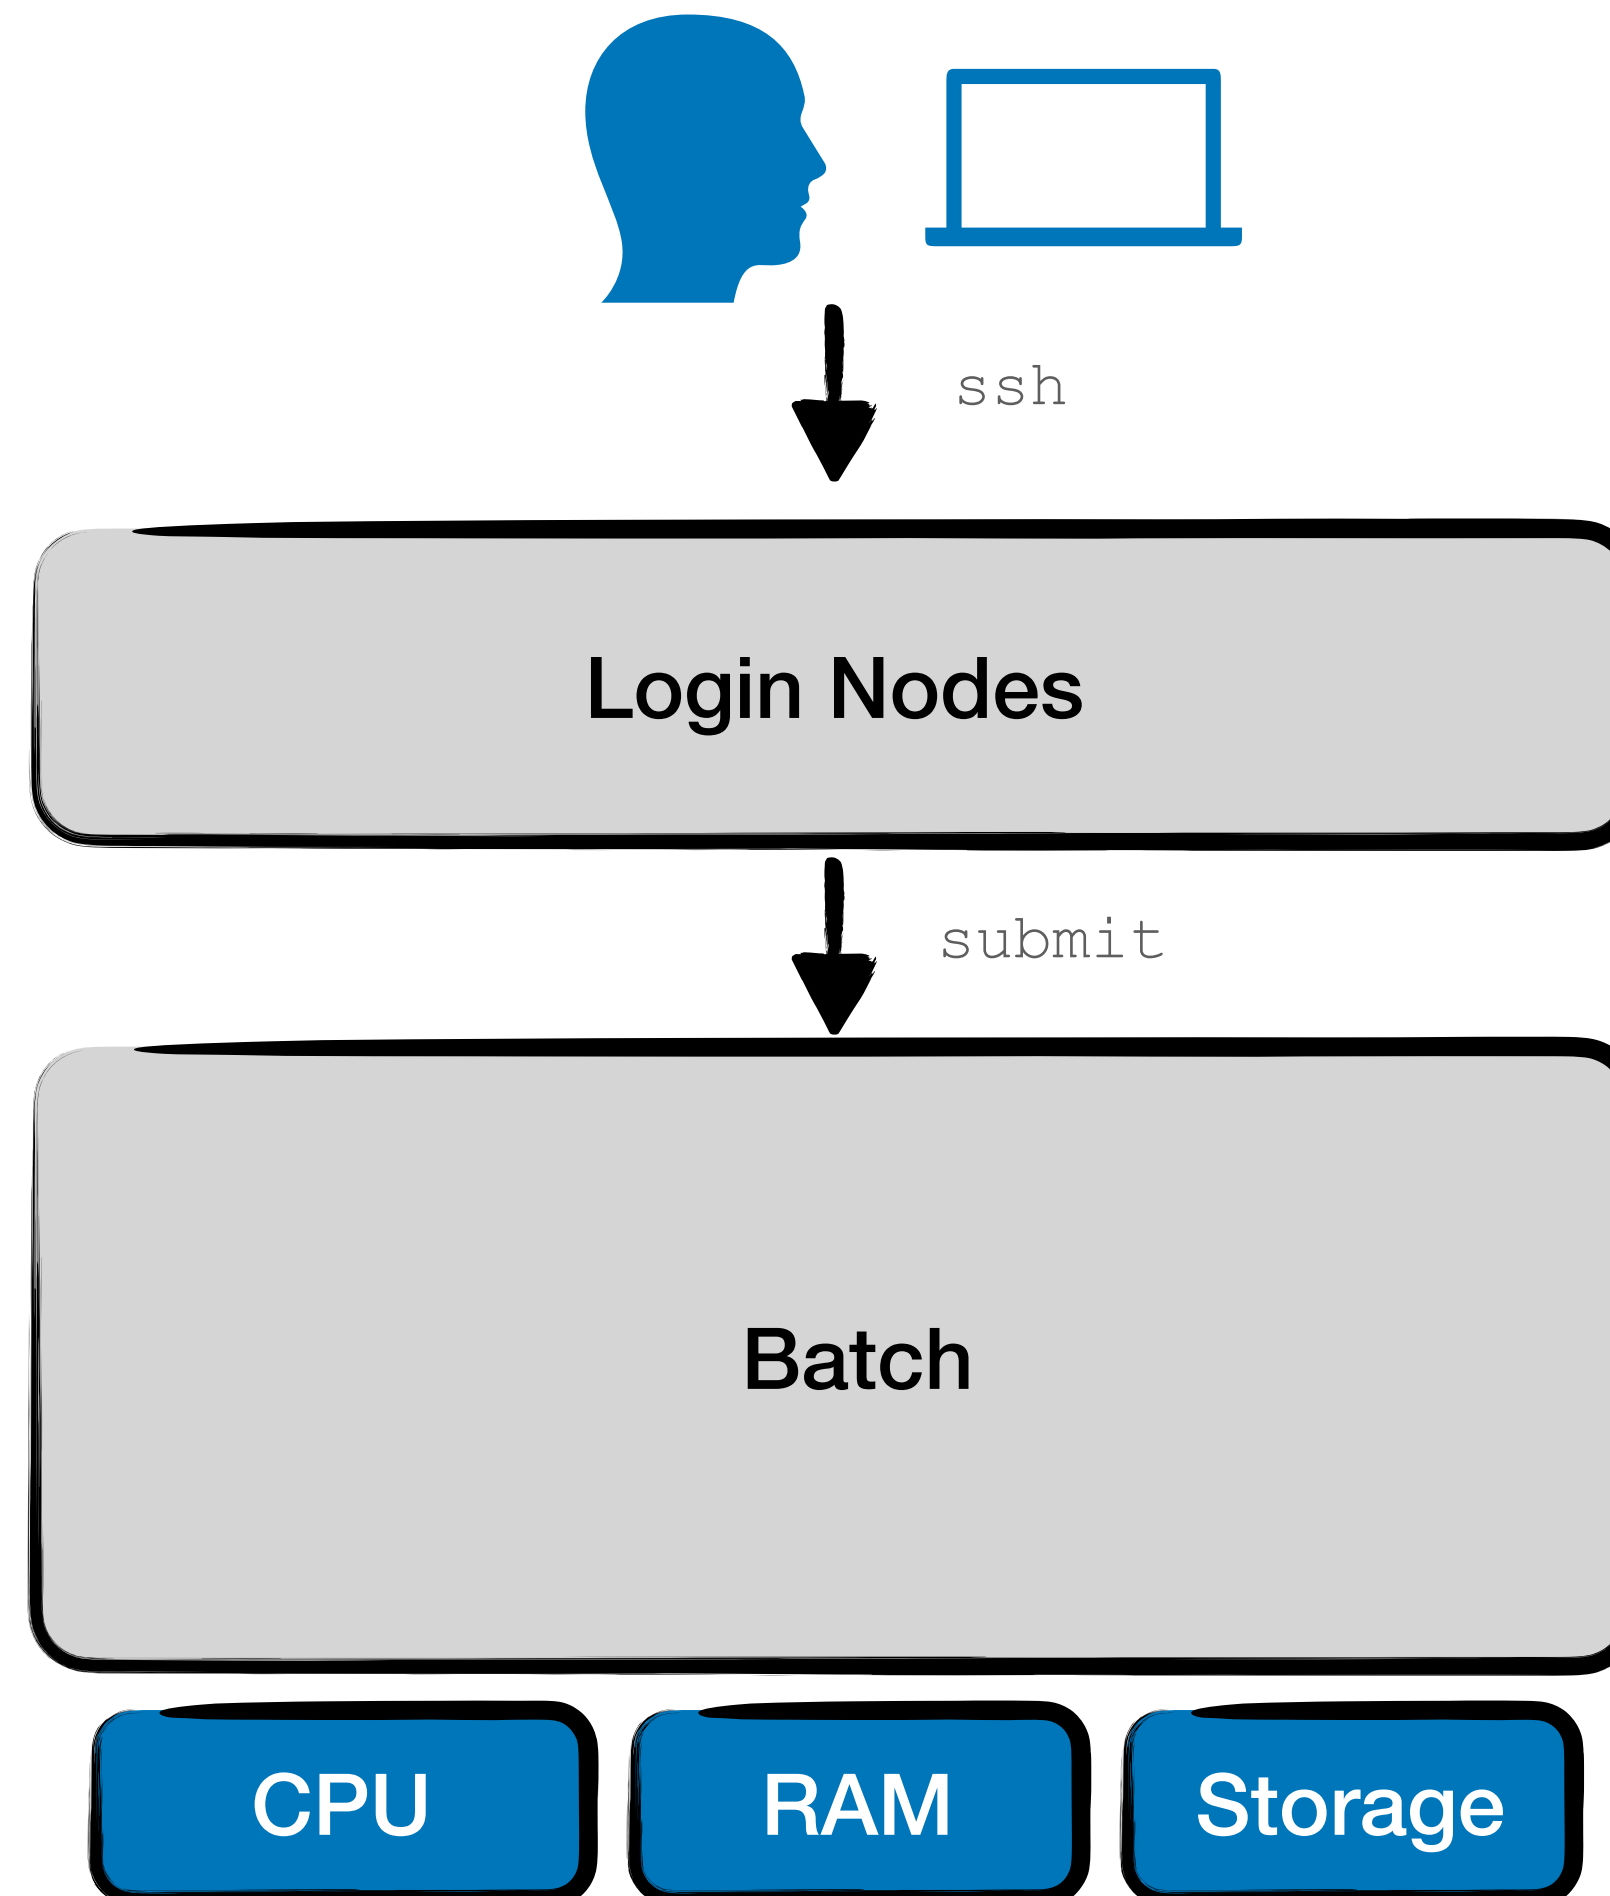 ssh
Login Nodes
submit
Batch
CPU
RAM
Storage